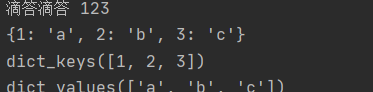 滴答滴答 123
{1: 'a', 2: 'b', 3: 'c'}
dict_keys([1, 2, 3])
dict_values(['a', 'b', 'c'])